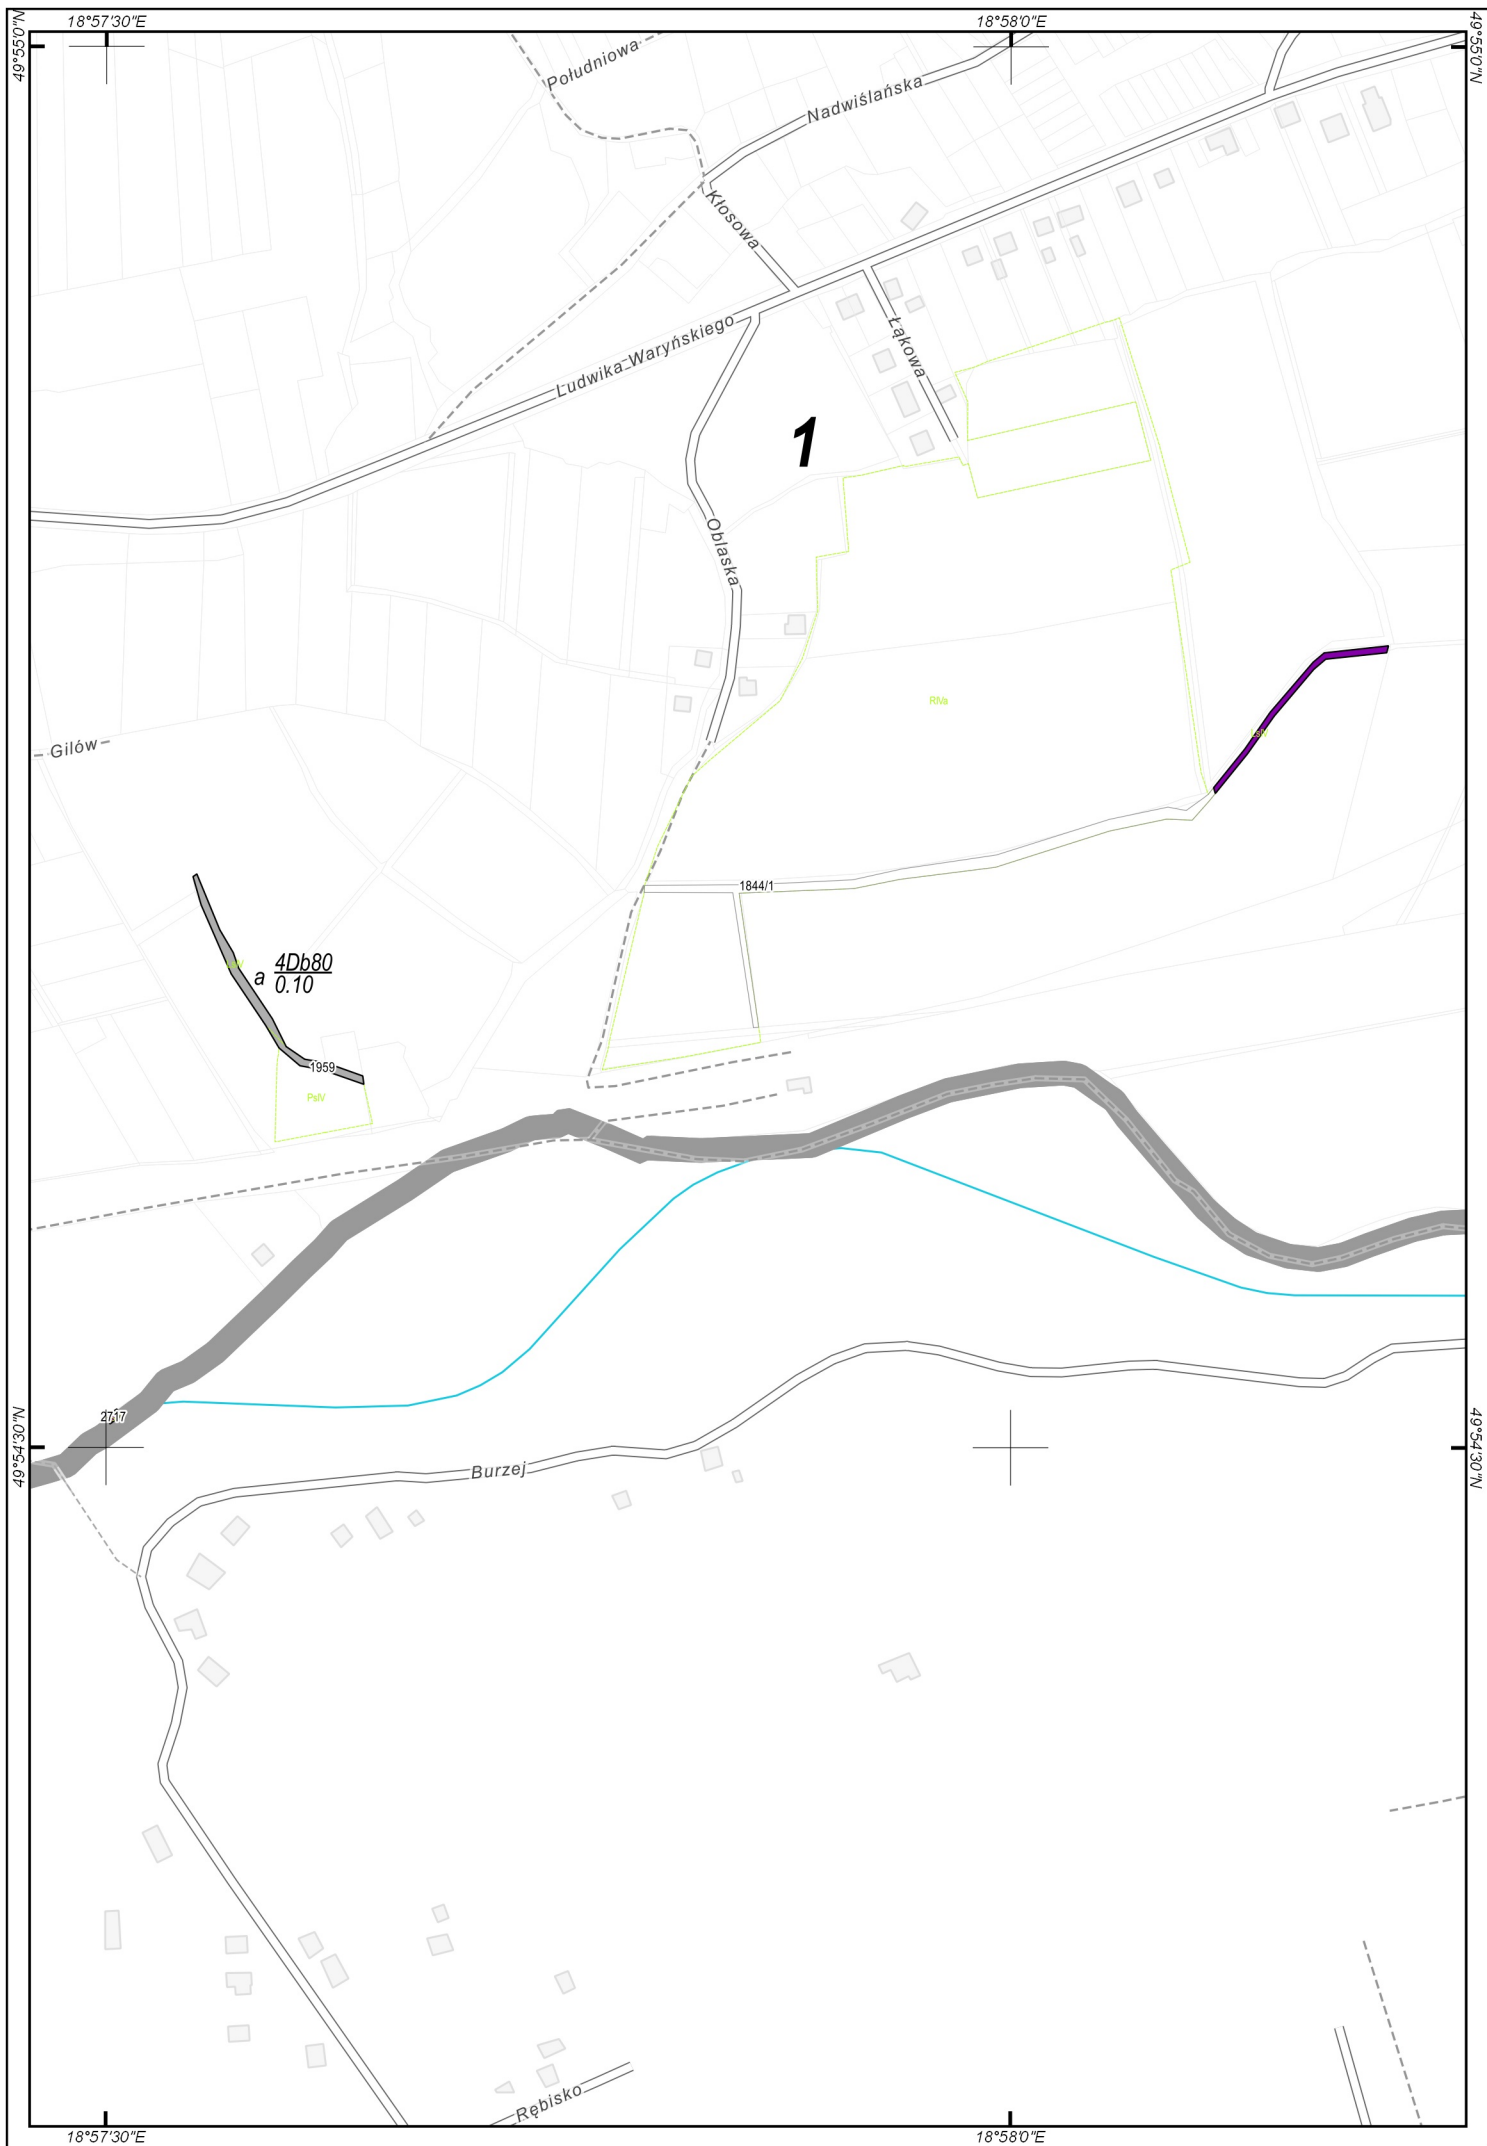 18°57'30"E
18°58'0"E
49°55'0"N
49°55'0"N
Południowa
Nadwiślańska
Kłosowa
Ludwika Waryńskiego
Łąkowa
1
Oblaska
RIVa
LsIV
Gilów
1844/1
LsIV
a 4Db80
0.10
1959
PsIV
2717
49°54'30"N
49°54'30"N
Burzej
Rębisko
18°57'30"E
18°58'0"E